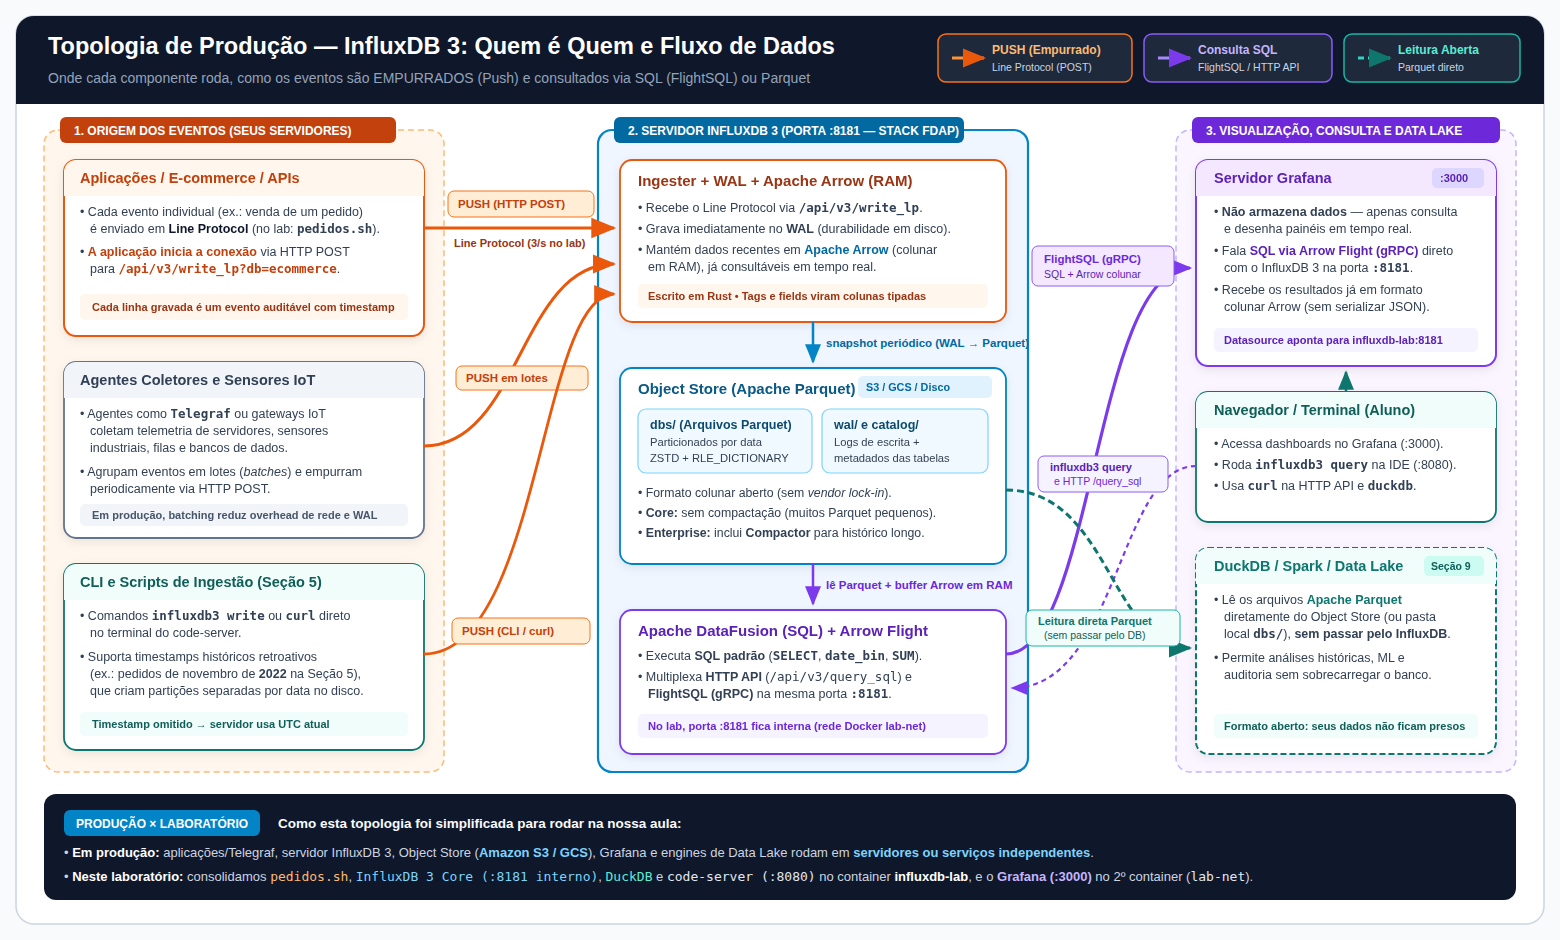 Topologia de Produção — InfluxDB 3: Quem é Quem e Fluxo de Dados
Onde cada componente roda, como os eventos são EMPURRADOS (Push) e consultados via SQL (FlightSQL) ou Parquet
PUSH (Empurrado)
Line Protocol (POST)
Consulta SQL
FlightSQL / HTTP API
Leitura Aberta
Parquet direto
1. ORIGEM DOS EVENTOS (SEUS SERVIDORES)
Aplicações / E-commerce / APIs
• Cada evento individual (ex.: venda de um pedido)
é enviado em Line Protocol (no lab: pedidos.sh).
• A aplicação inicia a conexão via HTTP POST
para /api/v3/write_lp?db=ecommerce.
Cada linha gravada é um evento auditável com timestamp
Agentes Coletores e Sensores IoT
• Agentes como Telegraf ou gateways IoT
coletam telemetria de servidores, sensores
industriais, filas e bancos de dados.
• Agrupam eventos em lotes (batches) e empurram
periodicamente via HTTP POST.
Em produção, batching reduz overhead de rede e WAL
CLI e Scripts de Ingestão (Seção 5)
• Comandos influxdb3 write ou curl direto
no terminal do code-server.
• Suporta timestamps históricos retroativos
(ex.: pedidos de novembro de 2022 na Seção 5),
que criam partições separadas por data no disco.
Timestamp omitido → servidor usa UTC atual
PUSH (HTTP POST)
Line Protocol (3/s no lab)
PUSH em lotes
PUSH (CLI / curl)
2. SERVIDOR INFLUXDB 3 (PORTA :8181 — STACK FDAP)
Ingester + WAL + Apache Arrow (RAM)
• Recebe o Line Protocol via /api/v3/write_lp.
• Grava imediatamente no WAL (durabilidade em disco).
• Mantém dados recentes em Apache Arrow (colunar
em RAM), já consultáveis em tempo real.
Escrito em Rust • Tags e fields viram colunas tipadas
snapshot periódico (WAL → Parquet)
Object Store (Apache Parquet)
S3 / GCS / Disco
dbs/ (Arquivos Parquet)
Particionados por data
ZSTD + RLE_DICTIONARY
wal/ e catalog/
Logs de escrita +
metadados das tabelas
• Formato colunar aberto (sem vendor lock-in).
• Core: sem compactação (muitos Parquet pequenos).
• Enterprise: inclui Compactor para histórico longo.
lê Parquet + buffer Arrow em RAM
Apache DataFusion (SQL) + Arrow Flight
• Executa SQL padrão (SELECT, date_bin, SUM).
• Multiplexa HTTP API (/api/v3/query_sql) e
FlightSQL (gRPC) na mesma porta :8181.
No lab, porta :8181 fica interna (rede Docker lab-net)
FlightSQL (gRPC)
SQL + Arrow colunar
influxdb3 query
e HTTP /query_sql
Leitura direta Parquet
(sem passar pelo DB)
3. VISUALIZAÇÃO, CONSULTA E DATA LAKE
Servidor Grafana
:3000
• Não armazena dados — apenas consulta
e desenha painéis em tempo real.
• Fala SQL via Arrow Flight (gRPC) direto
com o InfluxDB 3 na porta :8181.
• Recebe os resultados já em formato
colunar Arrow (sem serializar JSON).
Datasource aponta para influxdb-lab:8181
Navegador / Terminal (Aluno)
• Acessa dashboards no Grafana (:3000).
• Roda influxdb3 query na IDE (:8080).
• Usa curl na HTTP API e duckdb.
DuckDB / Spark / Data Lake
Seção 9
• Lê os arquivos Apache Parquet
diretamente do Object Store (ou pasta
local dbs/), sem passar pelo InfluxDB.
• Permite análises históricas, ML e
auditoria sem sobrecarregar o banco.
Formato aberto: seus dados não ficam presos
PRODUÇÃO × LABORATÓRIO
Como esta topologia foi simplificada para rodar na nossa aula:
• Em produção: aplicações/Telegraf, servidor InfluxDB 3, Object Store (Amazon S3 / GCS), Grafana e engines de Data Lake rodam em servidores ou serviços independentes.
• Neste laboratório: consolidamos pedidos.sh, InfluxDB 3 Core (:8181 interno), DuckDB e code-server (:8080) no container influxdb-lab, e o Grafana (:3000) no 2º container (lab-net).